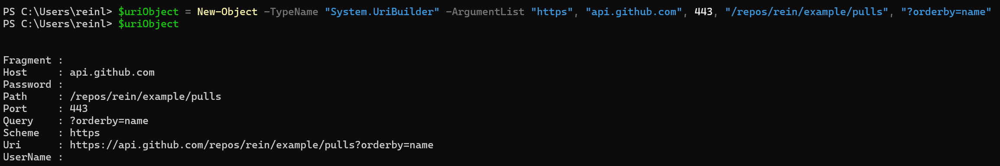 PS C:\Users\reinl> $uriObject = New-Object -TypeName "System.UriBuilder" -ArgumentList "https", "api.github.com", 443, "/repos/rein/example/pulls", "?orderby=name"
PS C:\Users\reinl> $uriObject
Fragment :
Host     : api.github.com
Password :
Path     : /repos/rein/example/pulls
Port     : 443
Query    : ?orderby=name
Scheme   : https
Uri      : https://api.github.com/repos/rein/example/pulls?orderby=name
UserName :